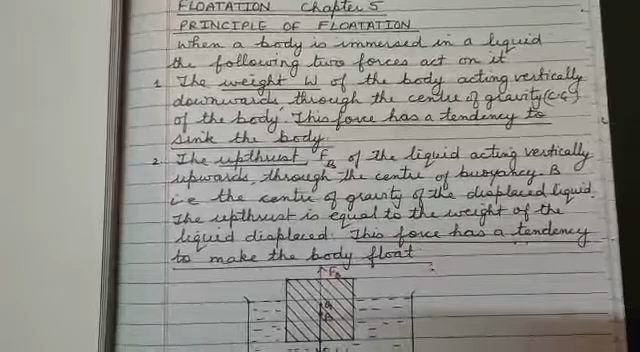 FLOATATION Chapter 5
PRINCIPLE OF FLOATATION
When a body is immersed in a liquid
the following two forces act on it
1 The weight W of the body acting vertically
downwards through the centre of gravity (C.G)
of the body. This force has a tendency to
sink the body
2. The upthrust, FB of the liquid acting vertically
upwards, through the centre of buoyancy B
i.e the centre of gravity of the displaced liquid.
The upthrust is equal to the weight of the
liquid displaced. This force has a tendency
to make the body float
FB
G
B